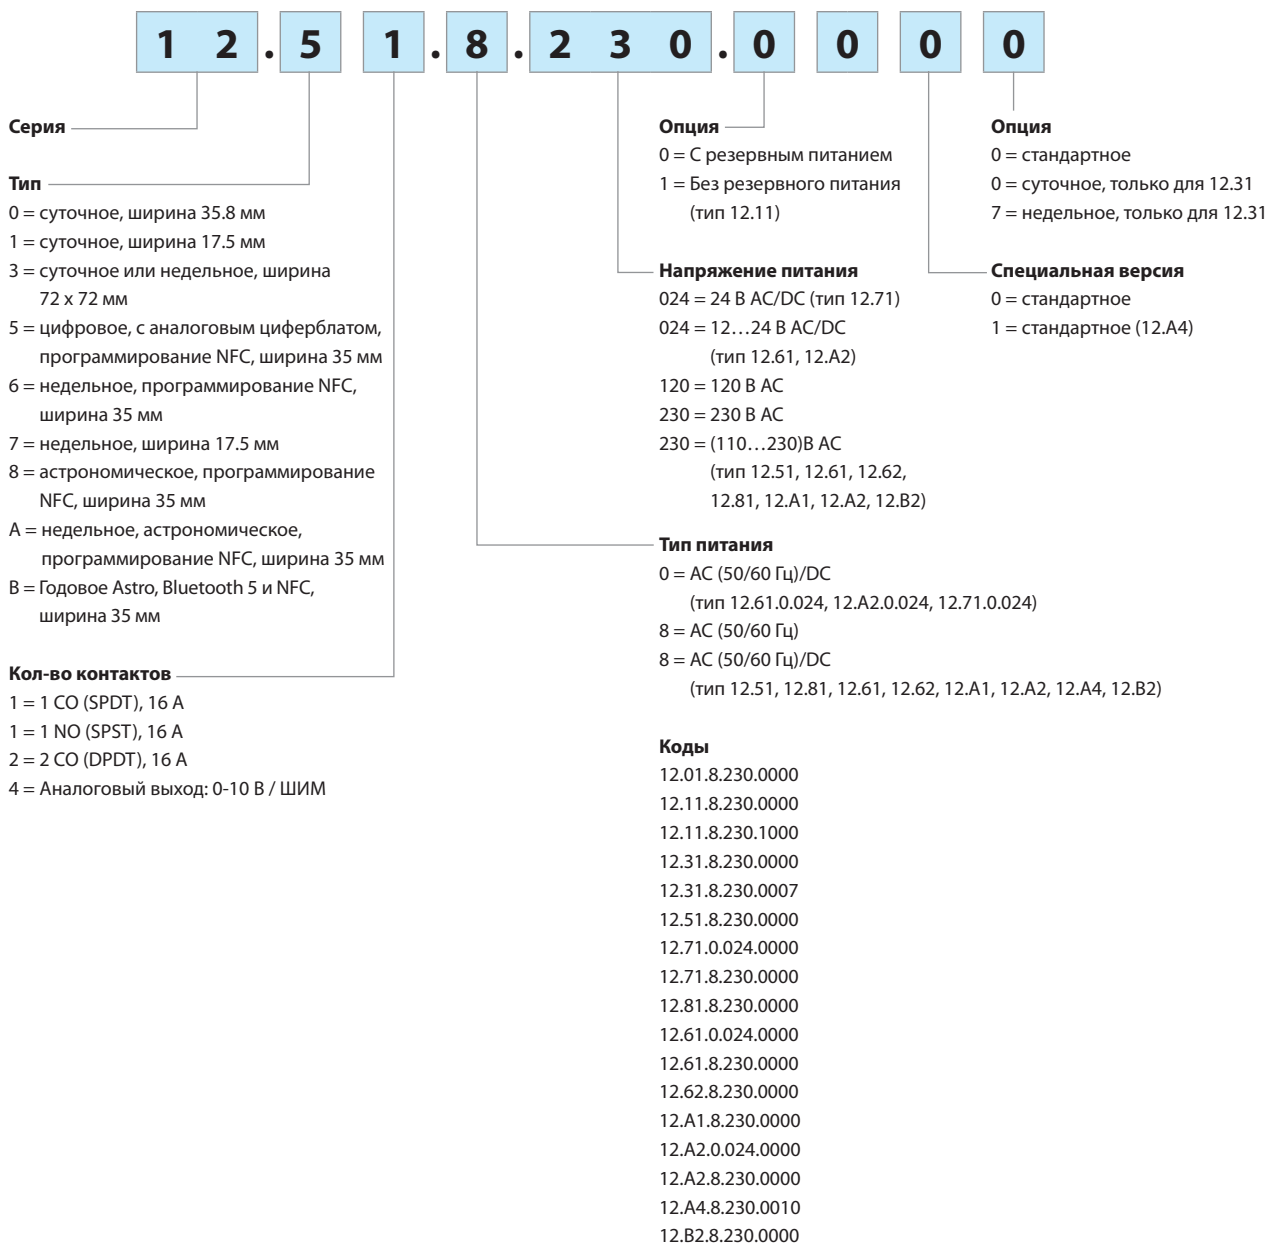 12.51.8.230.0000
Серия
Тип
0 = суточное, ширина 35.8 мм
1 = суточное, ширина 17.5 мм
3 = суточное или недельное, ширина
72 x 72 мм
5 = цифровое, с аналоговым циферблатом,
программирование NFC, ширина 35 мм
6 = недельное, программирование NFC,
ширина 35 мм
7 = недельное, ширина 17.5 мм
8 = астрономическое, программирование
NFC, ширина 35 мм
A = недельное, астрономическое,
программирование NFC, ширина 35 мм
B = Годовое Astro, Bluetooth 5 и NFC,
ширина 35 мм
Кол-во контактов
1 = 1 CO (SPDT), 16 A
1 = 1 NO (SPST), 16 A
2 = 2 CO (DPDT), 16 A
4 = Аналоговый выход: 0-10 В / ШИМ
Опция
0 = С резервным питанием
1 = Без резервного питания
(тип 12.11)
Напряжение питания
024 = 24 В AC/DC (тип 12.71)
024 = 12…24 В AC/DC
(тип 12.61, 12.A2)
120 = 120 В AC
230 = 230 В AC
230 = (110…230)В AC
(тип 12.51, 12.61, 12.62,
12.81, 12.A1, 12.A2, 12.B2)
Тип питания
0 = AC (50/60 Гц)/DC
(тип 12.61.0.024, 12.A2.0.024, 12.71.0.024)
8 = AC (50/60 Гц)
8 = AC (50/60 Гц)/DC
(тип 12.51, 12.81, 12.61, 12.62, 12.A1, 12.A2, 12.A4, 12.B2)
Коды
12.01.8.230.0000
12.11.8.230.0000
12.11.8.230.1000
12.31.8.230.0000
12.31.8.230.0007
12.51.8.230.0000
12.71.0.024.0000
12.71.8.230.0000
12.81.8.230.0000
12.61.0.024.0000
12.61.8.230.0000
12.62.8.230.0000
12.A1.8.230.0000
12.A2.0.024.0000
12.A2.8.230.0000
12.A4.8.230.0010
12.B2.8.230.0000
Опция
0 = стандартное
0 = суточное, только для 12.31
7 = недельное, только для 12.31
Специальная версия
0 = стандартное
1 = стандартное (12.A4)